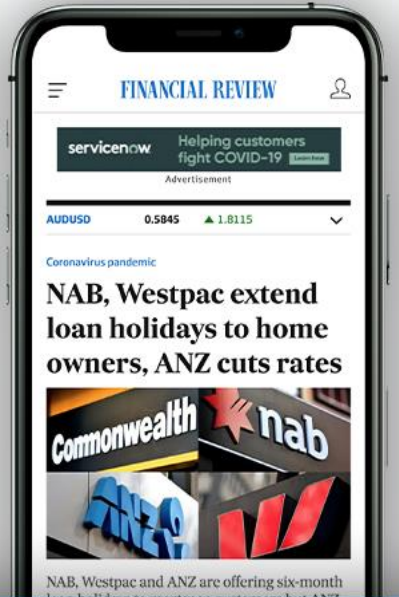 FINANCIAL REVIEW
servicenow
Helping customers
fight COVID-19 Learn how
Advertisement
AUDUSD 0.5845 ▲ 1.8115
Coronavirus pandemic
NAB, Westpac extend
loan holidays to home
owners, ANZ cuts rates
Commonwealth
nab
ANZ
NAB, Westpac and ANZ are offering six-month